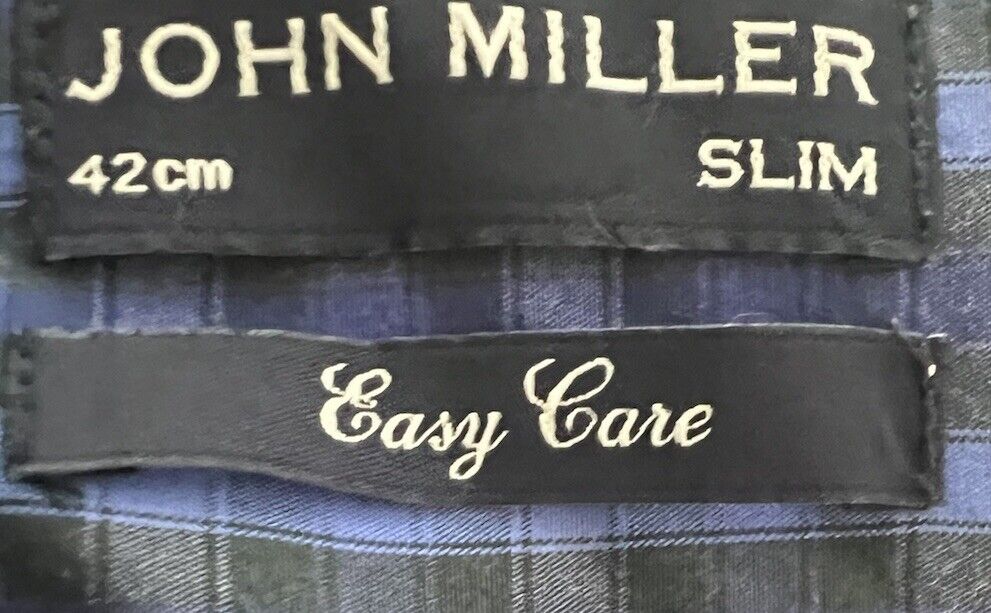 JOHN MILLER
42cm SLIM
Easy Care